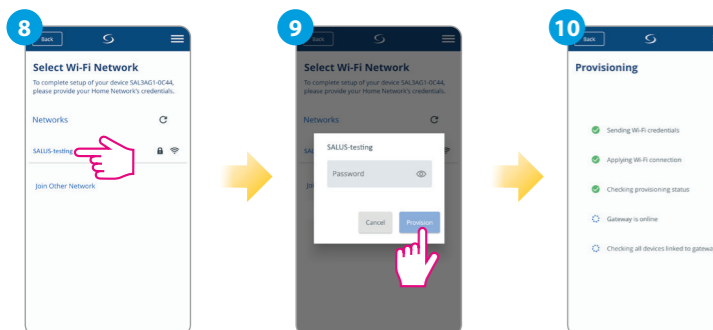 8
Back
Select Wi-Fi Network
To complete setup of your device SAL3AG1-0C44,
please provide your Home Network's credentials.
Networks
SALUS-testing
Join Other Network
9
Back
Select Wi-Fi Network
To complete setup of your device SAL3AG1-0C44,
please provide your Home Network's credentials.
Networks
SALUS-testing
Password
Cancel
Provision
10
Back
Provisioning
Sending Wi-Fi credentials
Applying Wi-Fi connection
Checking provisioning status
Gateway is online
Checking all devices linked to gateway